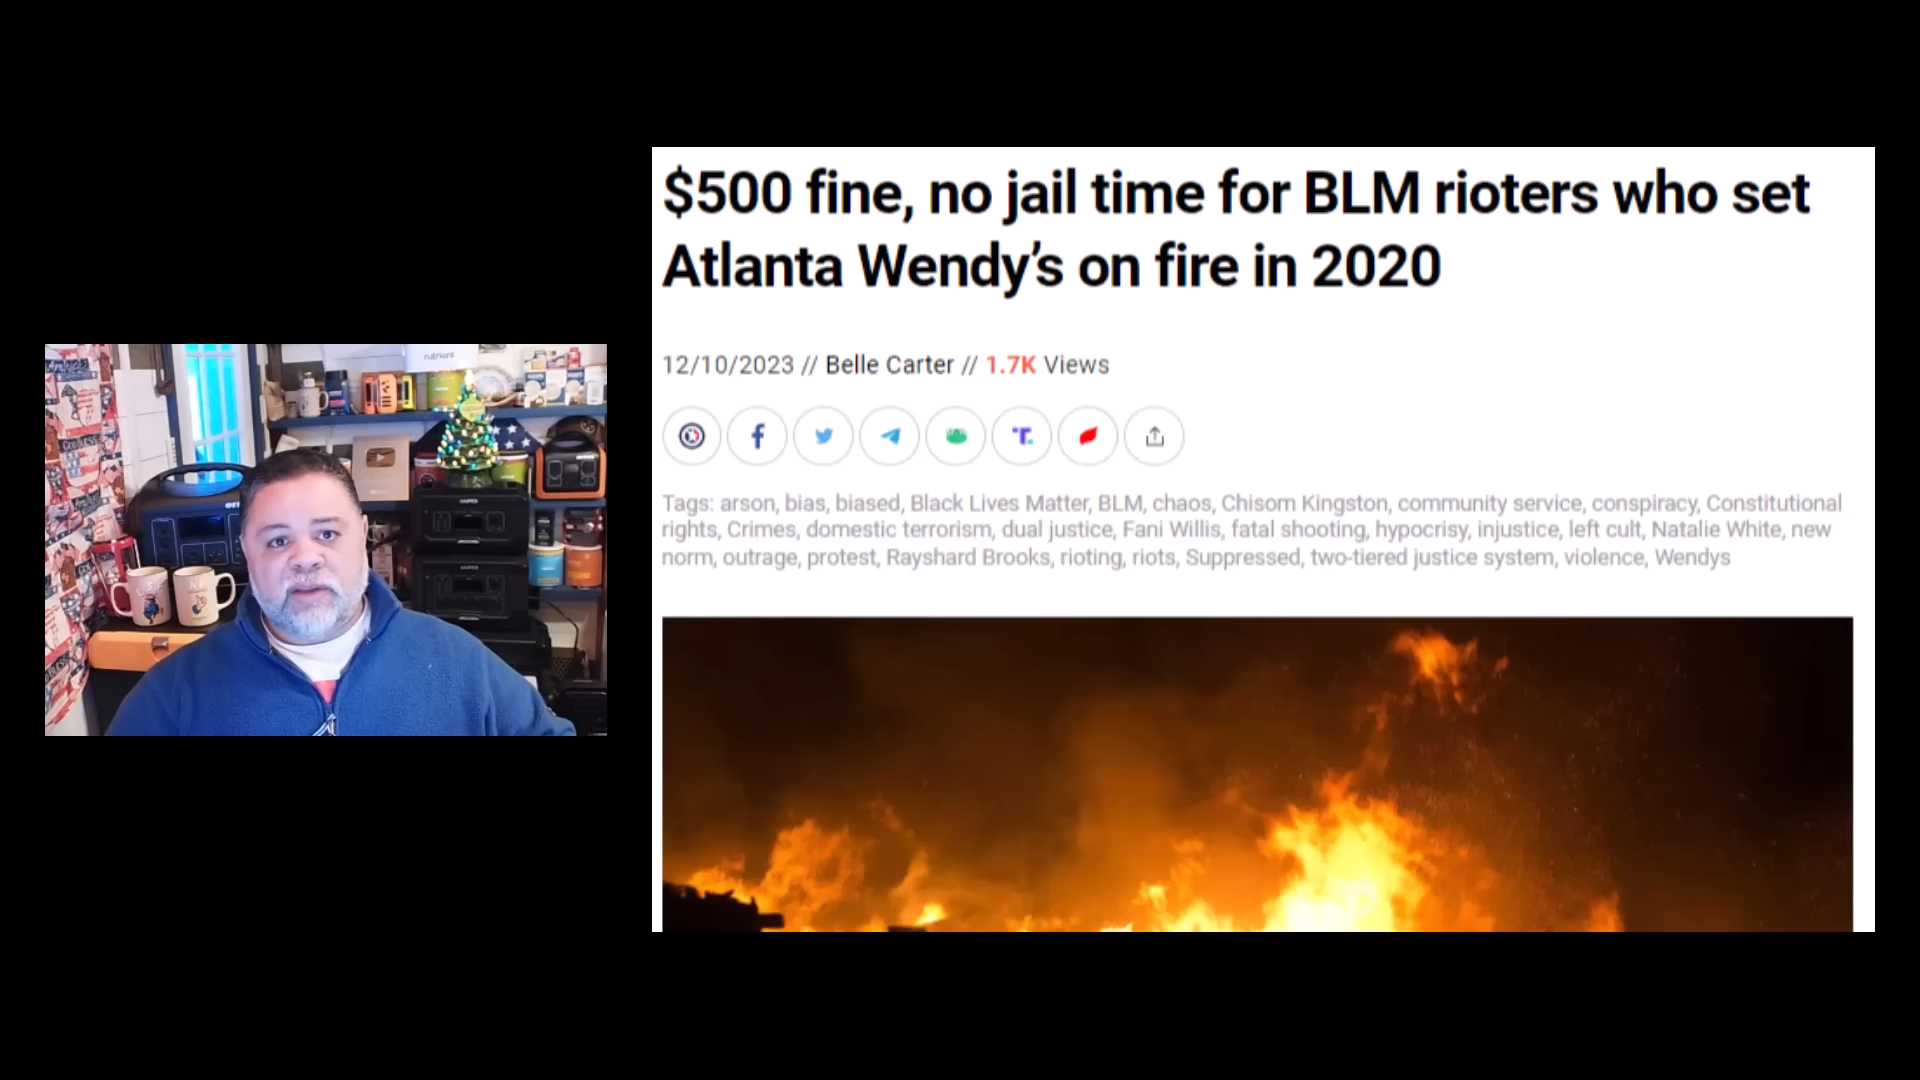 $500 fine, no jail time for BLM rioters who set
Atlanta Wendy's on fire in 2020
12/10/2023 // Belle Carter // 1.7K Views
Tags: arson, bias, biased, Black Lives Matter, BLM, chaos, Chisom Kingston, community service, conspiracy, Constitutional
rights, Crimes, domestic terrorism, dual justice, Fani Willis, fatal shooting, hypocrisy, injustice, left cult, Natalie White, new
norm, outrage, protest, Rayshard Brooks, rioting, riots, Suppressed, two-tiered justice system, violence, Wendys
nutrient